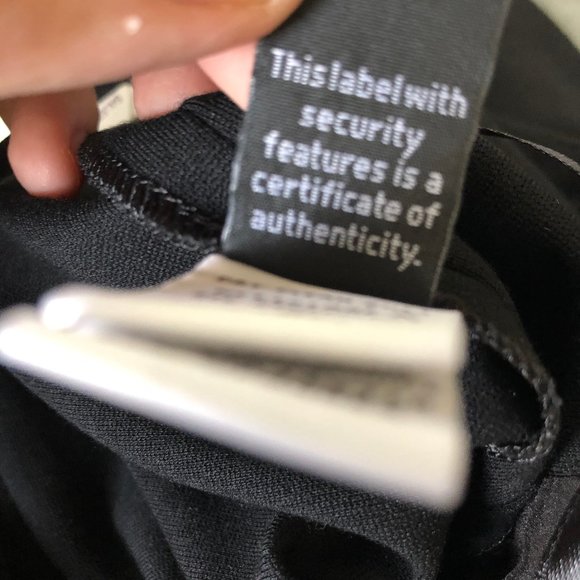 This label with
security
features is a
certificate of
authenticity.